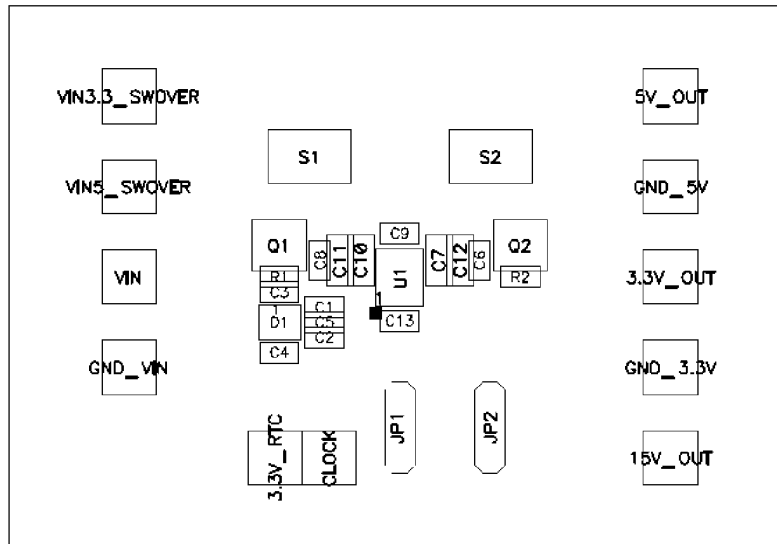 VIN3.3_SWOVER
5V_OUT
S1
S2
VIN5_SWOVER
GND_5V
Q1
C8
C11
C10
C9
C7
C12
C6
Q2
VIN
R1
C3
U1
R2
3.3V_OUT
1
D1
C1
C5
C2
1
C13
C4
GND_VIN
GND_3.3V
3.3V_RTC
CLOCK
JP1
JP2
15V_OUT